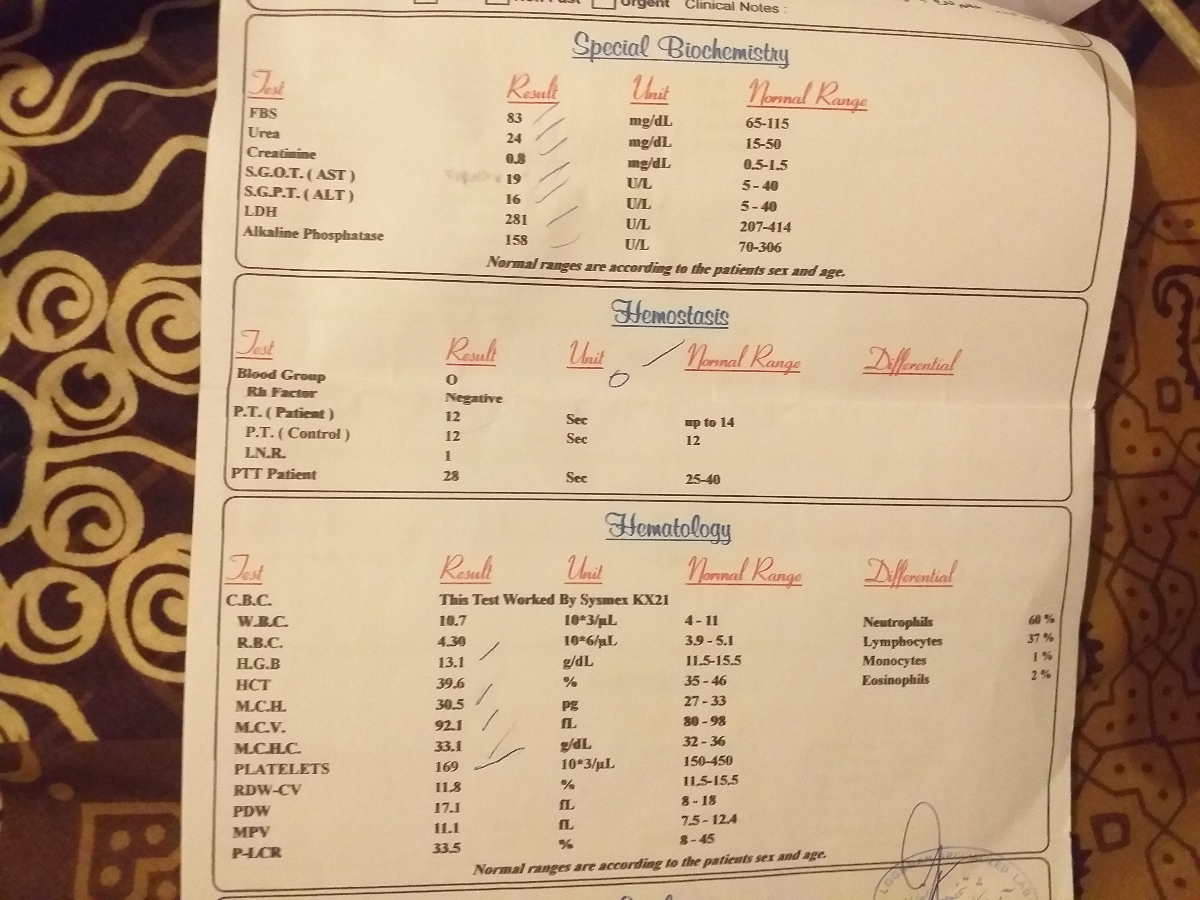 Urgent Clinical Notes :
Special Biochemistry
Test Result Unit Normal Range
FBS 83 mg/dL 65-115
Urea 24 mg/dL 15-50
Creatinine 0.8 mg/dL 0.5-1.5
S.G.O.T. ( AST ) 19 U/L 5 - 40
S.G.P.T. ( ALT ) 16 U/L 5 - 40
LDH 281 U/L 207-414
Alkaline Phosphatase 158 U/L 70-306
Normal ranges are according to the patients sex and age.
Hemostasis
Test Result Unit Normal Range Differential
Blood Group O
Rh Factor Negative
P.T. ( Patient ) 12 Sec up to 14
P.T. ( Control ) 12 Sec 12
I.N.R. 1
PTT Patient 28 Sec 25-40
Hematology
Test Result Unit Normal Range Differential
C.B.C. This Test Worked By Sysmex KX21
W.B.C. 10.7 10*3/µL 4 - 11 Neutrophils 60 %
R.B.C. 4.30 10*6/µL 3.9 - 5.1 Lymphocytes 37 %
H.G.B 13.1 g/dL 11.5-15.5 Monocytes 1 %
HCT 39.6 % 35 - 46 Eosinophils 2 %
M.C.H. 30.5 pg 27 - 33
M.C.V. 92.1 fL 80 - 98
M.C.H.C. 33.1 g/dL 32 - 36
PLATELETS 169 10*3/µL 150-450
RDW-CV 11.8 % 11.5-15.5
PDW 17.1 fL 8 - 18
MPV 11.1 fL 7.5 - 12.4
P-LCR 33.5 % 8 - 45
Normal ranges are according to the patients sex and age.